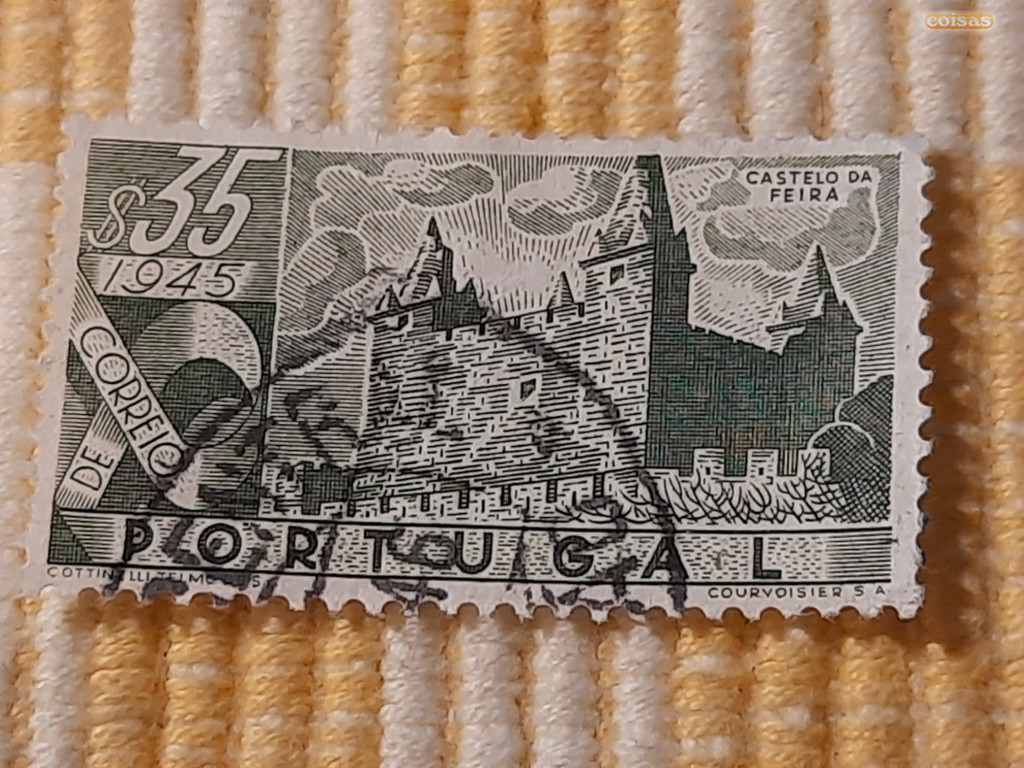 coisas
$35
CASTELO DA
FEIRA
1945
CORREIO
DE
PORTUGAL
COURVOISIER S A